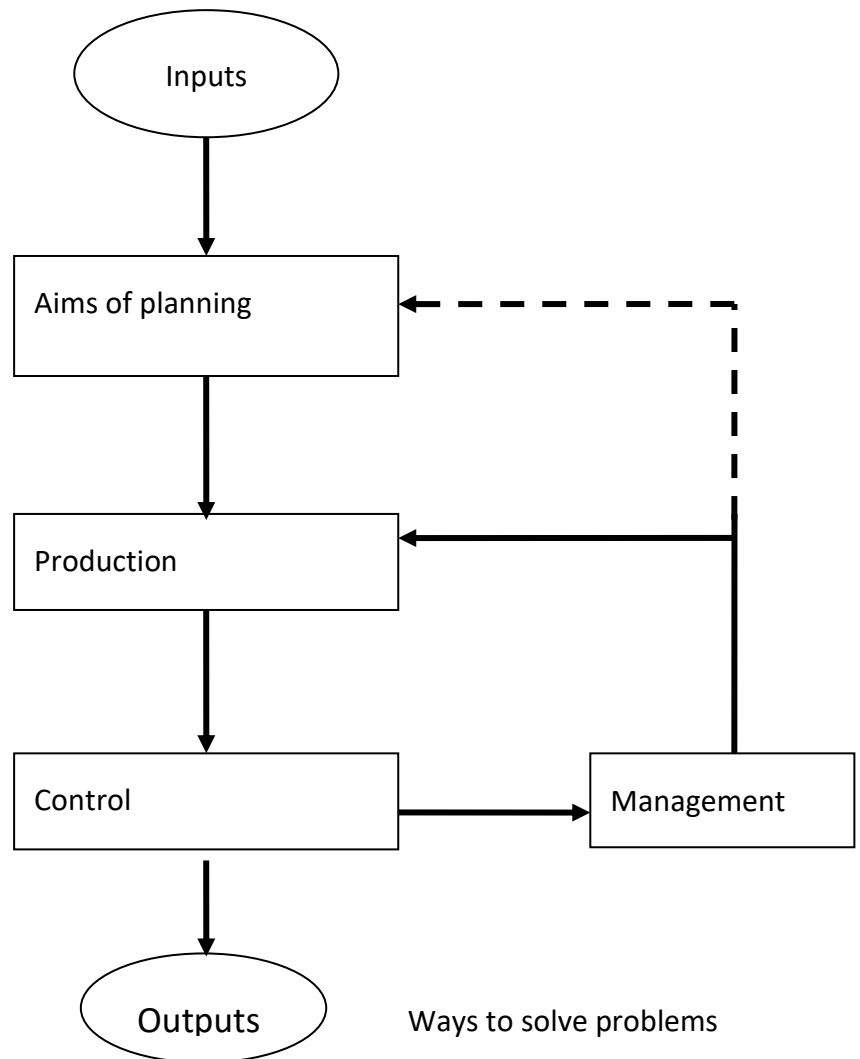 Inputs
Aims of planning
Production
Control
Management
Outputs
Ways to solve problems